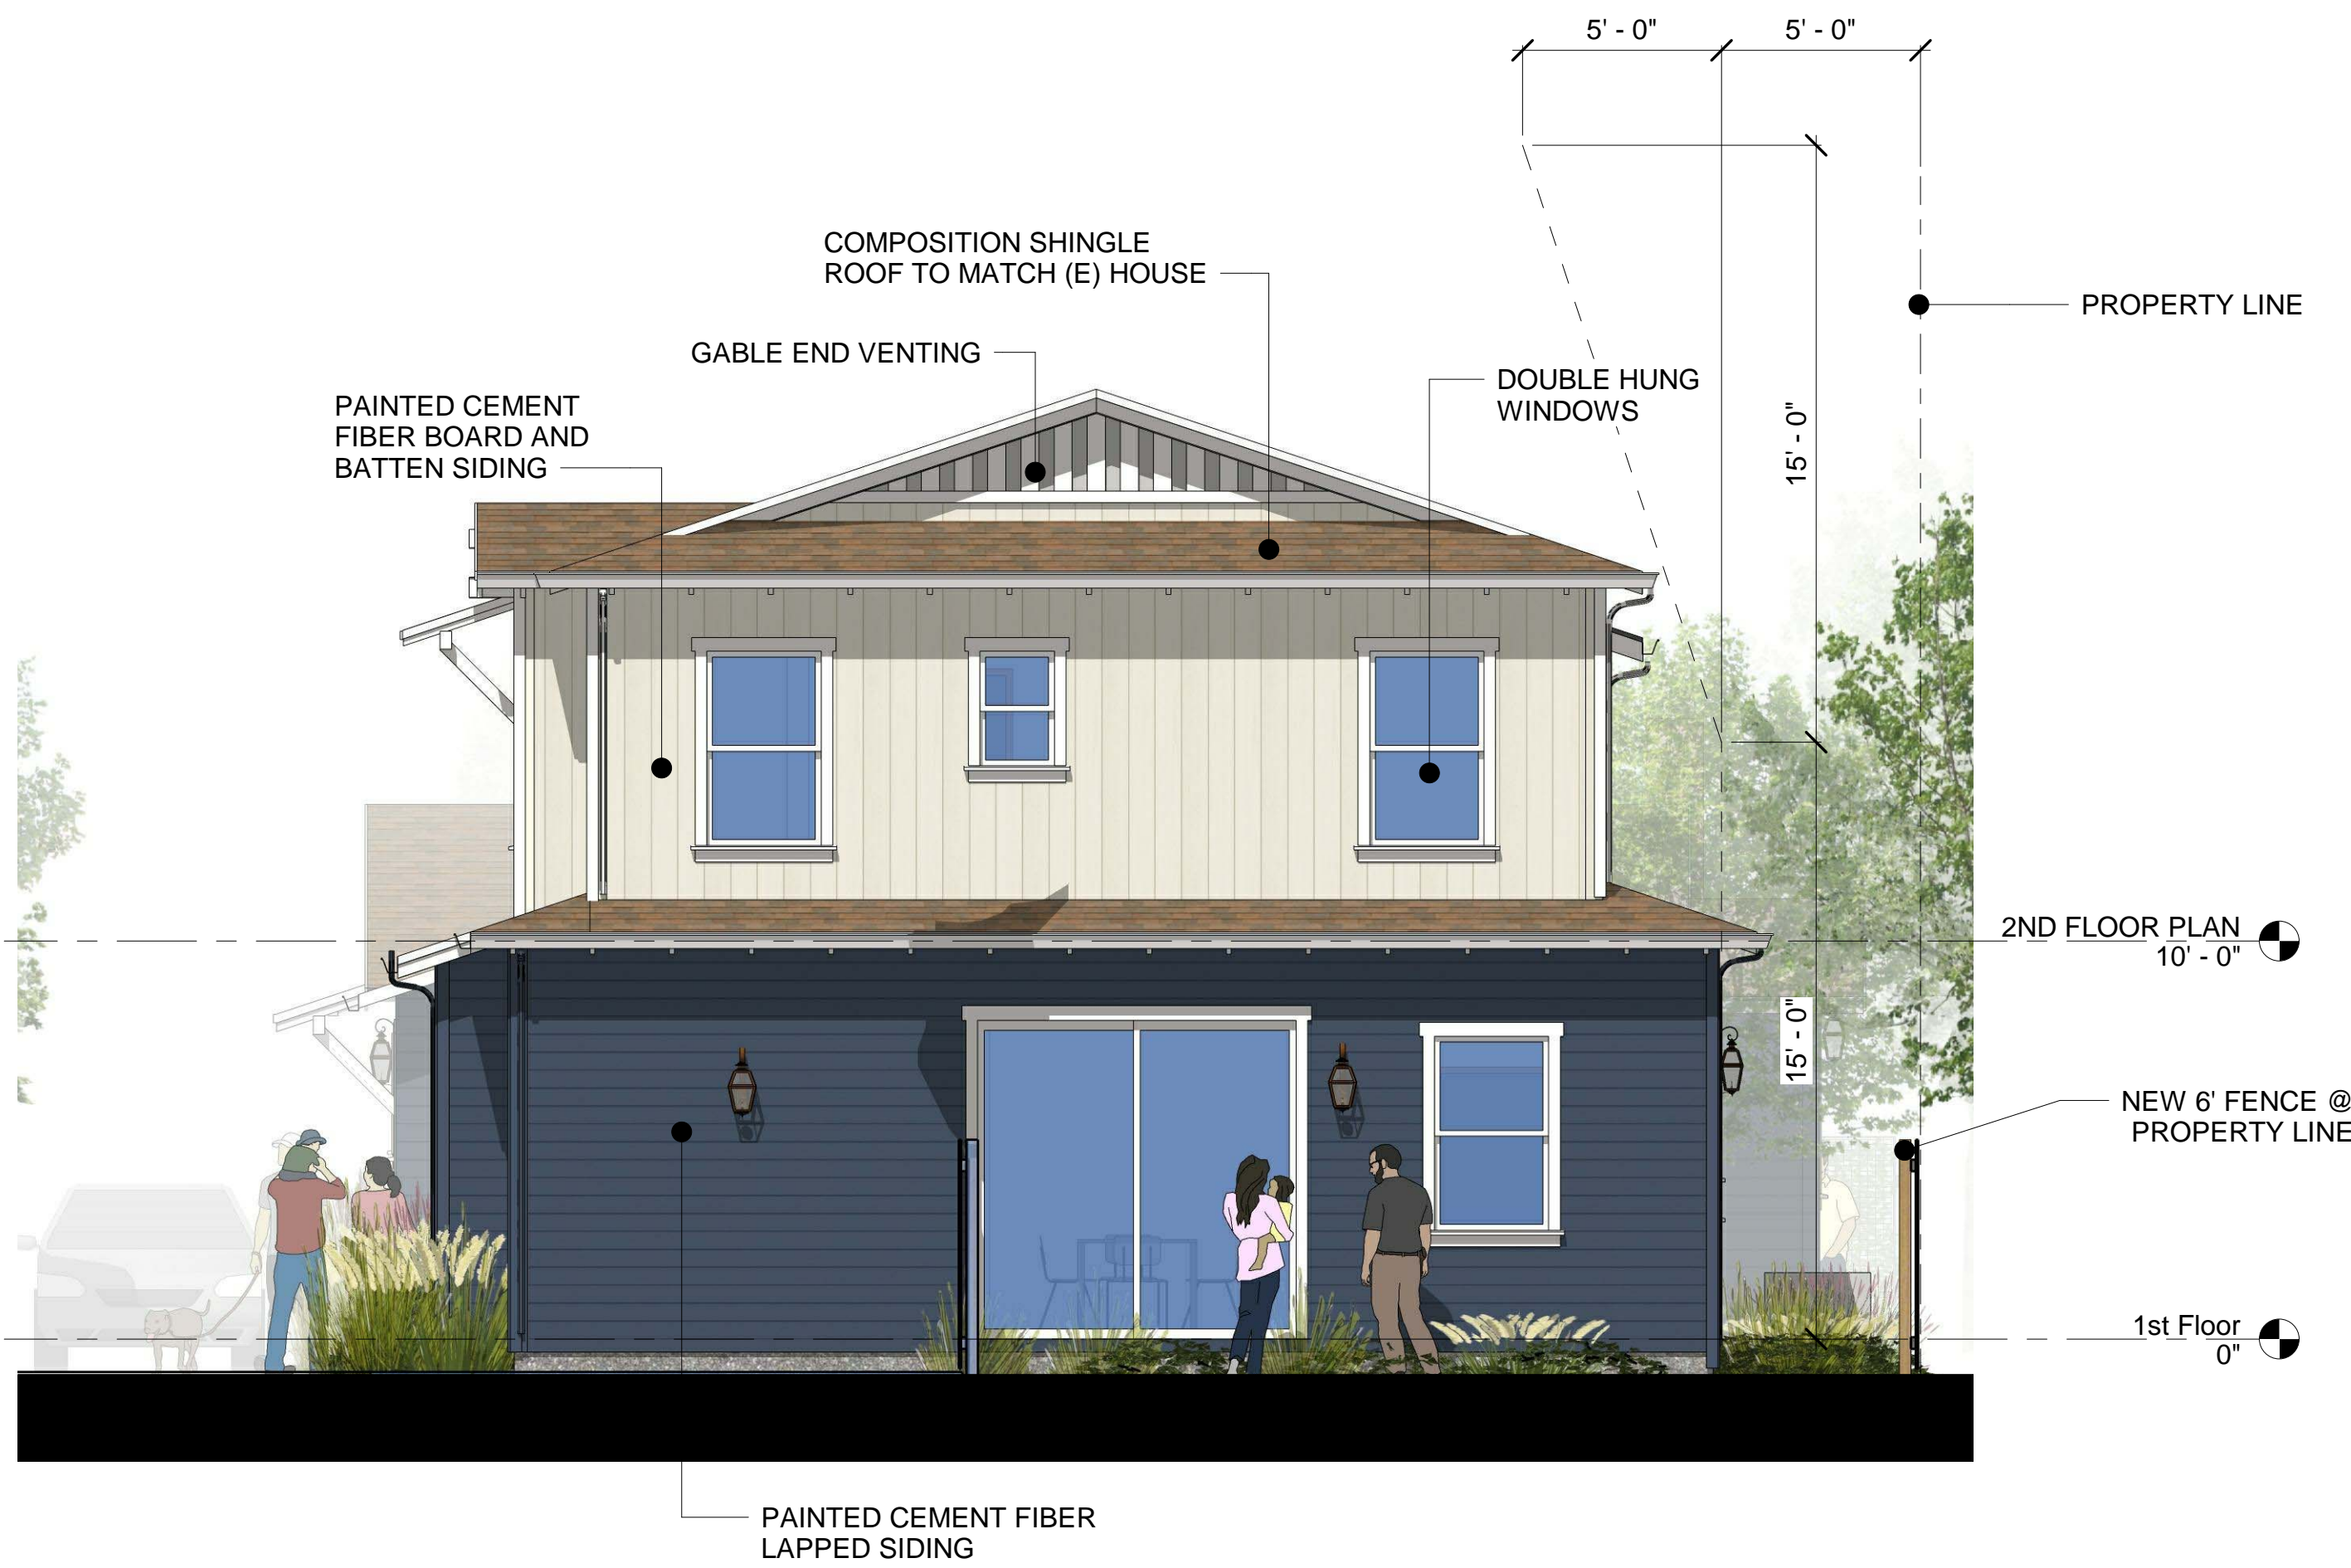 5' - 0"
5' - 0"
COMPOSITION SHINGLE
ROOF TO MATCH (E) HOUSE
PROPERTY LINE
GABLE END VENTING
DOUBLE HUNG
WINDOWS
PAINTED CEMENT
FIBER BOARD AND
BATTEN SIDING
15' - 0"
2ND FLOOR PLAN
10' - 0"
15' - 0"
NEW 6' FENCE @
PROPERTY LINE
1st Floor
0"
PAINTED CEMENT FIBER
LAPPED SIDING